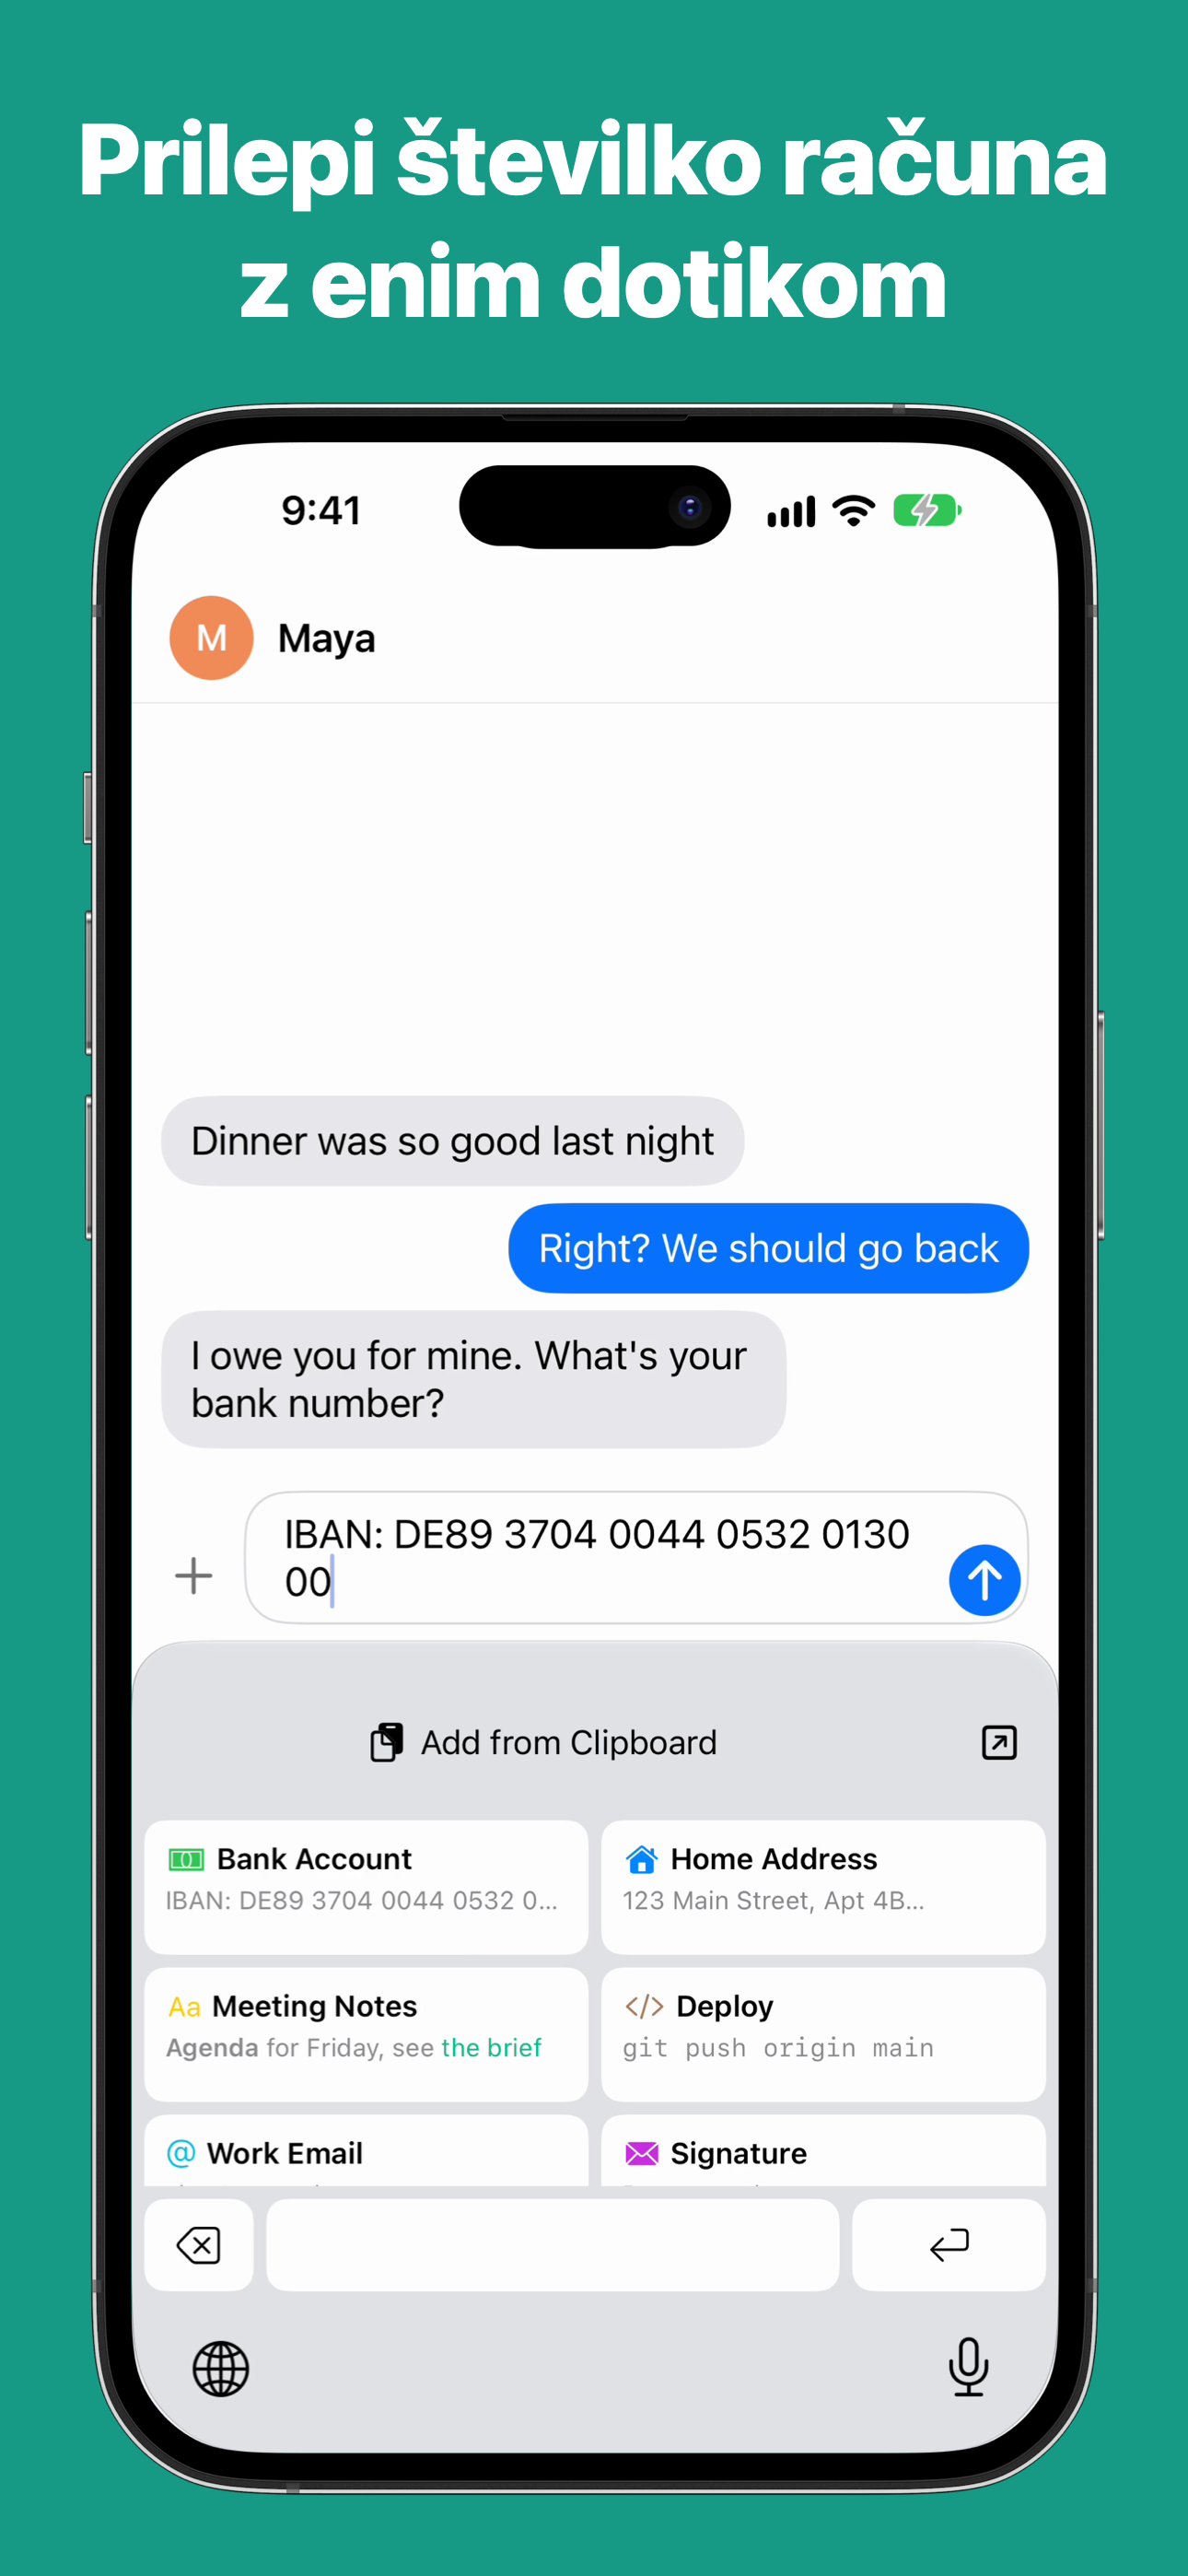 Prilepi številko računa
z enim dotikom
9:41
M
Maya
Dinner was so good last night
Right? We should go back
I owe you for mine. What's your
bank number?
IBAN: DE89 3704 0044 0532 0130
00
Add from Clipboard
Bank Account
IBAN: DE89 3704 0044 0532 0...
Home Address
123 Main Street, Apt 4B...
Aa Meeting Notes
Agenda for Friday, see the brief
</> Deploy
git push origin main
@ Work Email
Signature